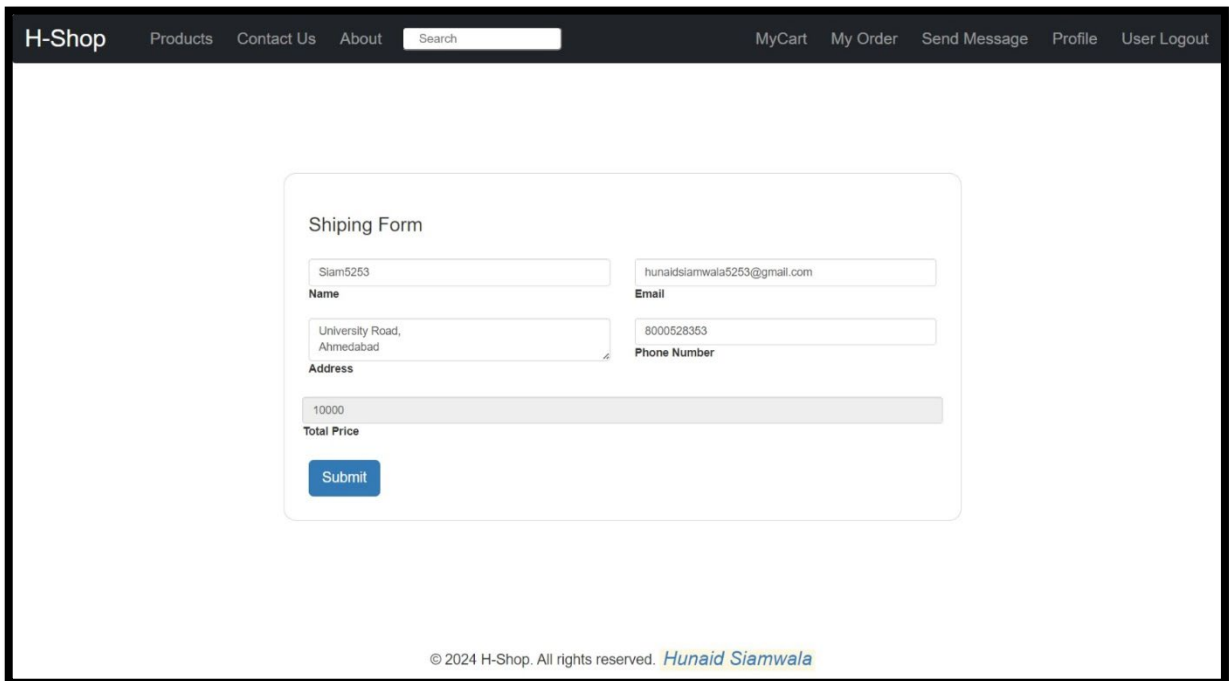 H-Shop Products Contact Us About Search MyCart My Order Send Message Profile User Logout
Shiping Form
Siam5253 hunaidsiamwala5253@gmail.com
Name Email
University Road, 8000528353
Ahmedabad
Phone Number
Address
10000
Total Price
Submit
© 2024 H-Shop. All rights reserved. Hunaid Siamwala